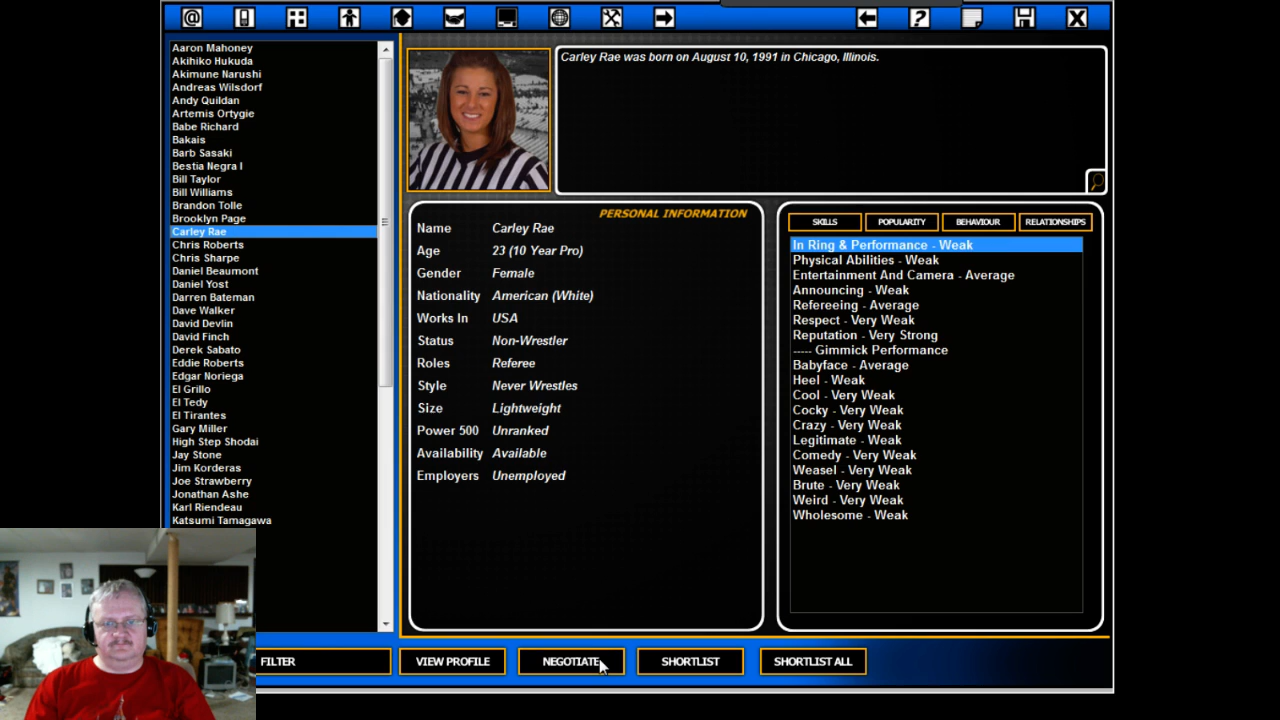 Aaron Mahoney
Akihiko Hukuda
Akimune Narushi
Andreas Wilsdorf
Andy Quildan
Artemis Ortygie
Babe Richard
Bakais
Barb Sasaki
Bestia Negra I
Bill Taylor
Bill Williams
Brandon Tolle
Brooklyn Page
Carley Rae
Chris Roberts
Chris Sharpe
Daniel Beaumont
Daniel Yost
Darren Bateman
Dave Walker
David Devlin
David Finch
Derek Sabato
Eddie Roberts
Edgar Noriega
El Grillo
El Tedy
El Tirantes
Gary Miller
High Step Shodai
Jay Stone
Jim Korderas
Joe Strawberry
Jonathan Ashe
Karl Riendeau
Katsumi Tamagawa
Carley Rae was born on August 10, 1991 in Chicago, Illinois.
PERSONAL INFORMATION
Name Carley Rae
Age 23 (10 Year Pro)
Gender Female
Nationality American (White)
Works In USA
Status Non-Wrestler
Roles Referee
Style Never Wrestles
Size Lightweight
Power 500 Unranked
Availability Available
Employers Unemployed
SKILLS POPULARITY BEHAVIOUR RELATIONSHIPS
In Ring & Performance - Weak
Physical Abilities - Weak
Entertainment And Camera - Average
Announcing - Weak
Refereeing - Average
Respect - Very Weak
Reputation - Very Strong
----- Gimmick Performance
Babyface - Average
Heel - Weak
Cool - Very Weak
Cocky - Very Weak
Crazy - Very Weak
Legitimate - Weak
Comedy - Very Weak
Weasel - Very Weak
Brute - Very Weak
Weird - Very Weak
Wholesome - Weak
FILTER VIEW PROFILE NEGOTIATE SHORTLIST SHORTLIST ALL